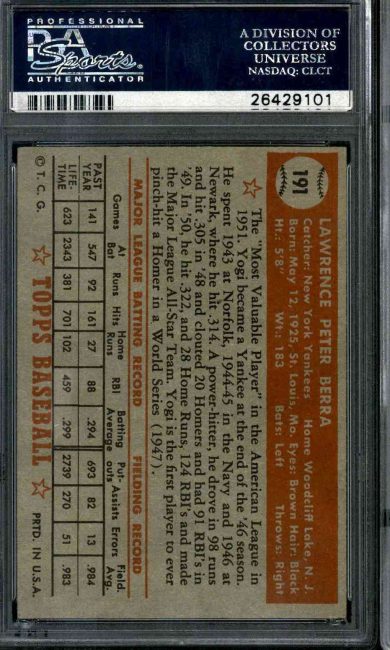 PROFESSIONAL
PSA
Sports
AUTHENTICATOR
A DIVISION OF
COLLECTORS
UNIVERSE
NASDAQ: CLCT
26429101
191
LAWRENCE PETER BERRA
Catcher: New York Yankees Home Woodcliff Lake, N. J.
Born: May 12, 1925, St. Louis, Mo. Eyes: Brown Hair: Black
Ht.: 5'8" Wt.: 183 Bats: Left Throws: Right
The "Most Valuable Player" in the American League in
1951, Yogi became a Yankee at the end of the '46 season.
He spent 1943 at Norfolk, 1944-45 in the Navy and 1946 at
Newark, where he hit .314. A power-hitter, he drove in 98 runs
and hit .305 in '48 and clouted 20 Homers and had 91 RBI's in
'49. In '50, he hit .322, and 28 Home Runs, 124 RBI's and made
the Major League All-Star Team. Yogi is the first player to ever
pinch-hit a Homer in a World Series (1947).
MAJOR LEAGUE BATTING RECORD FIELDING RECORD
Games At Bat Runs Hits Home Runs RBI Batting Average Put-outs Assists Errors Field. Avg.
PAST YEAR 141 547 92 161 27 88 .294 693 82 13 .984
LIFE-TIME 623 2343 381 701 102 459 .299 2739 270 51 .983
© T. C. G. TOPPS BASEBALL PRTD. IN U.S.A.